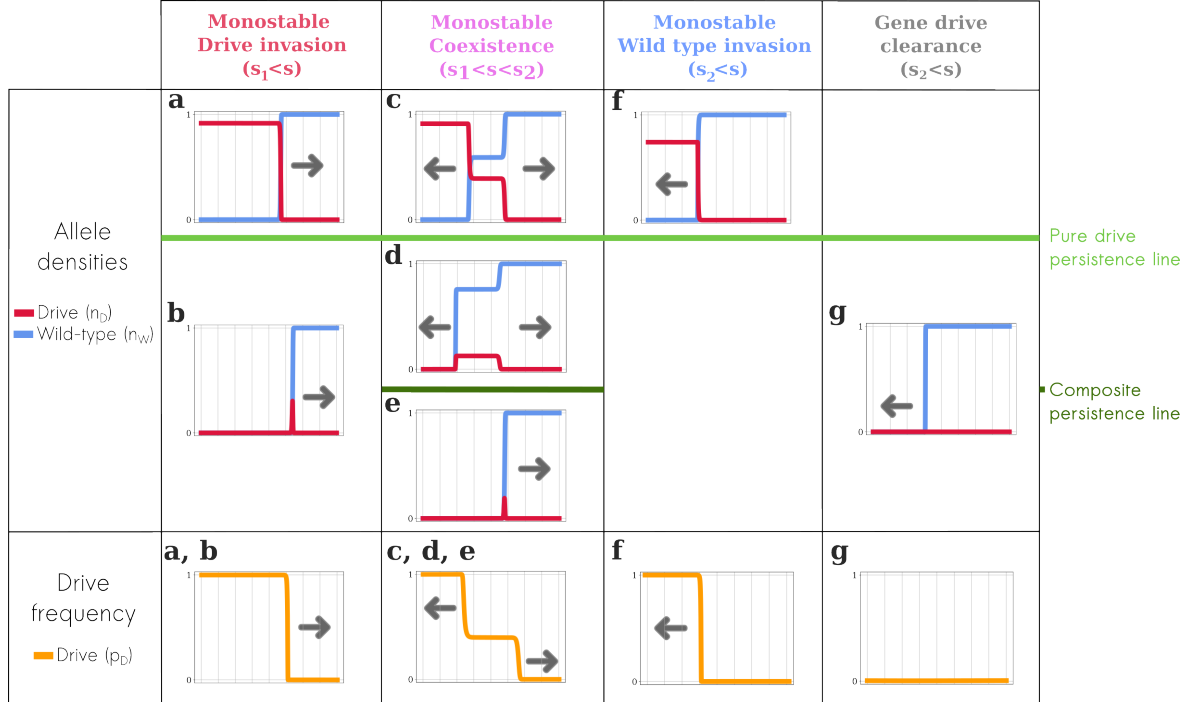 Monostable
Drive invasion
(s1<s)
Monostable
Coexistence
(s1<s<s2)
Monostable
Wild type invasion
(s2<s)
Gene drive
clearance
(s2<s)
Allele
densities
Drive (nD)
Wild-type (nW)
a
1
0
c
1
0
f
1
0
Pure drive
persistence line
b
1
0
d
1
0
g
1
0
Composite
persistence line
e
1
0
Drive
frequency
Drive (pD)
a, b
1
0
c, d, e
1
0
f
1
0
g
1
0